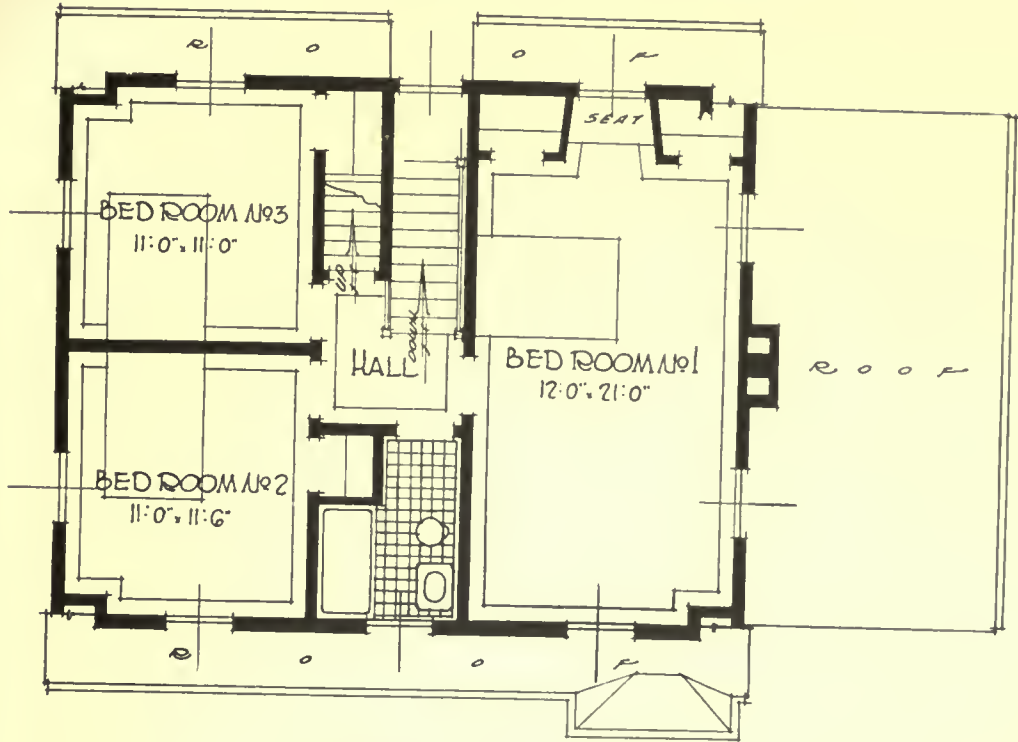 R O O F
SEAT
BED ROOM No3
11:0" x 11:0"
UP
DOWN
HALL
BED ROOM No1
12:0" x 21:0"
R O O F
BED ROOM No2
11:0" x 11:6"
R O O F